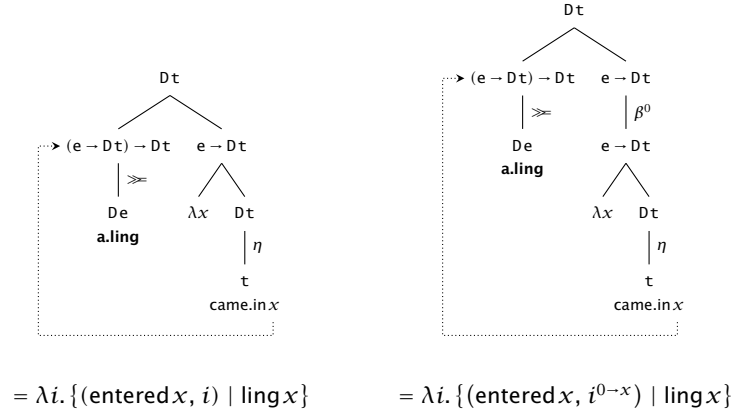 Dt
Dt
(e → Dt) → Dt e → Dt
(e → Dt) → Dt e → Dt
≫= β⁰
≫= De e → Dt
a.ling
De λx Dt
a.ling
η λx Dt
t η
came.in x t
came.in x
= λi. {(entered x, i) | ling x} = λi. {(entered x, i⁰→ˣ) | ling x}